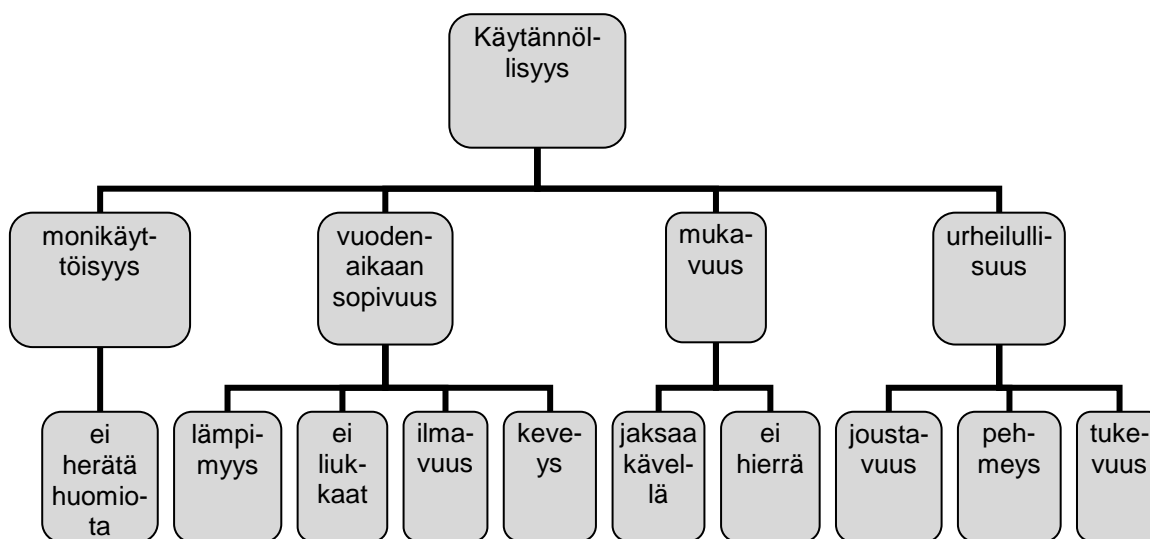 Käytännöl-
lisyys
monikäyt-
töisyys
vuoden-
aikaan
sopivuus
muka-
vuus
urheilulli-
suus
ei
herätä
huomio-
ta
lämpi-
myys
ei
liuk-
kaat
ilma-
vuus
keve-
ys
jaksaa
kävel-
lä
ei
hierrä
jousta-
vuus
peh-
meys
tuke-
vuus